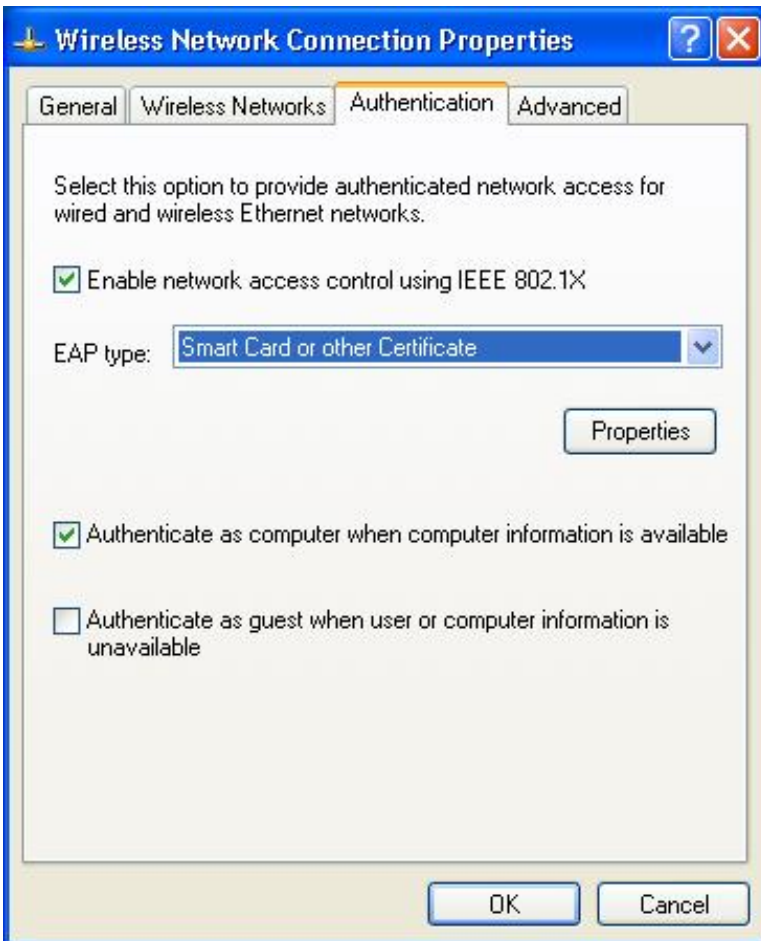 Wireless Network Connection Properties
General Wireless Networks Authentication Advanced
Select this option to provide authenticated network access for
wired and wireless Ethernet networks.
Enable network access control using IEEE 802.1X
EAP type: Smart Card or other Certificate
Properties
Authenticate as computer when computer information is available
Authenticate as guest when user or computer information is
unavailable
OK Cancel